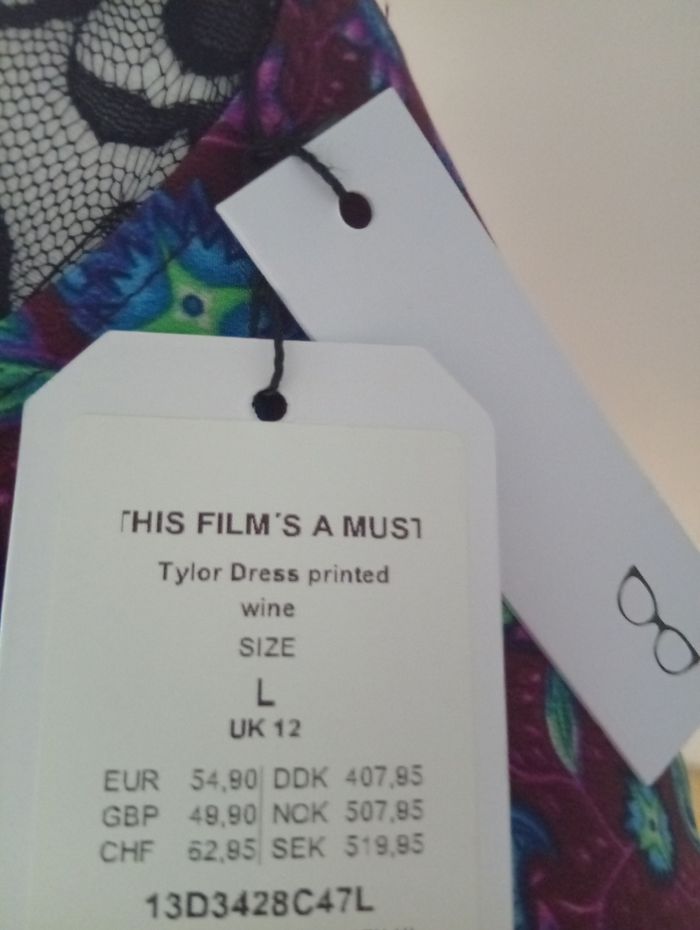 THIS FILM´S A MUST
Tylor Dress printed
wine
SIZE
L
UK 12
EUR 54,90 DDK 407,95
GBP 49,90 NOK 507,95
CHF 62,95 SEK 519,95
13D3428C47L